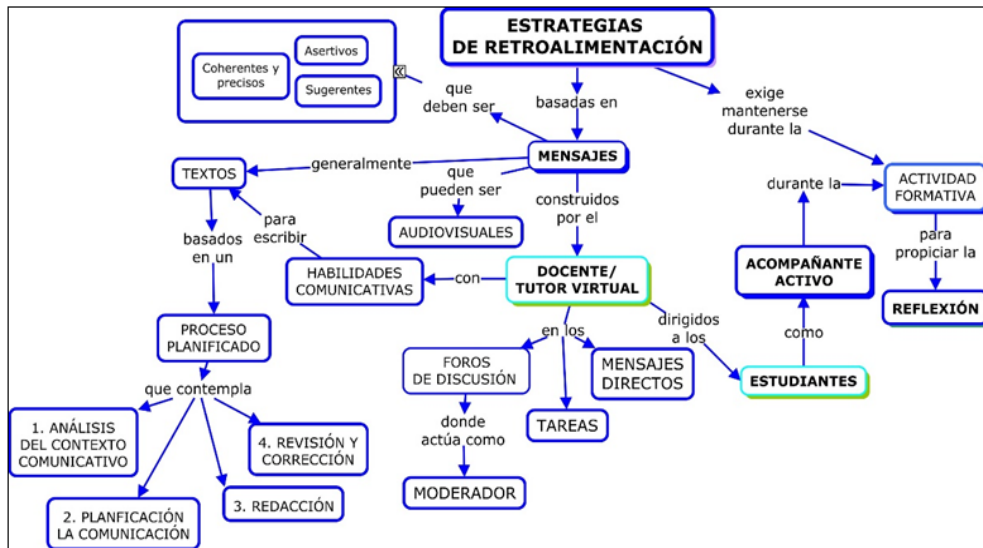 ESTRATEGIAS
DE RETROALIMENTACIÓN
Asertivos
Coherentes y
precisos
Sugerentes
que
deben ser
basadas en
exige
mantenerse
durante la
MENSAJES
generalmente
TEXTOS
que
pueden ser
AUDIOVISUALES
construidos
por el
durante la
ACTIVIDAD
FORMATIVA
para
escribir
basados
en un
HABILIDADES
COMUNICATIVAS
con
DOCENTE/
TUTOR VIRTUAL
ACOMPAÑANTE
ACTIVO
para
propiciar la
REFLEXIÓN
PROCESO
PLANIFICADO
en los
dirigidos
a los
como
FOROS
DE DISCUSIÓN
MENSAJES
DIRECTOS
ESTUDIANTES
que contempla
TAREAS
donde
actúa como
MODERADOR
1. ANÁLISIS
DEL CONTEXTO
COMUNICATIVO
4. REVISIÓN Y
CORRECCIÓN
2. PLANFICACIÓN
LA COMUNICACIÓN
3. REDACCIÓN